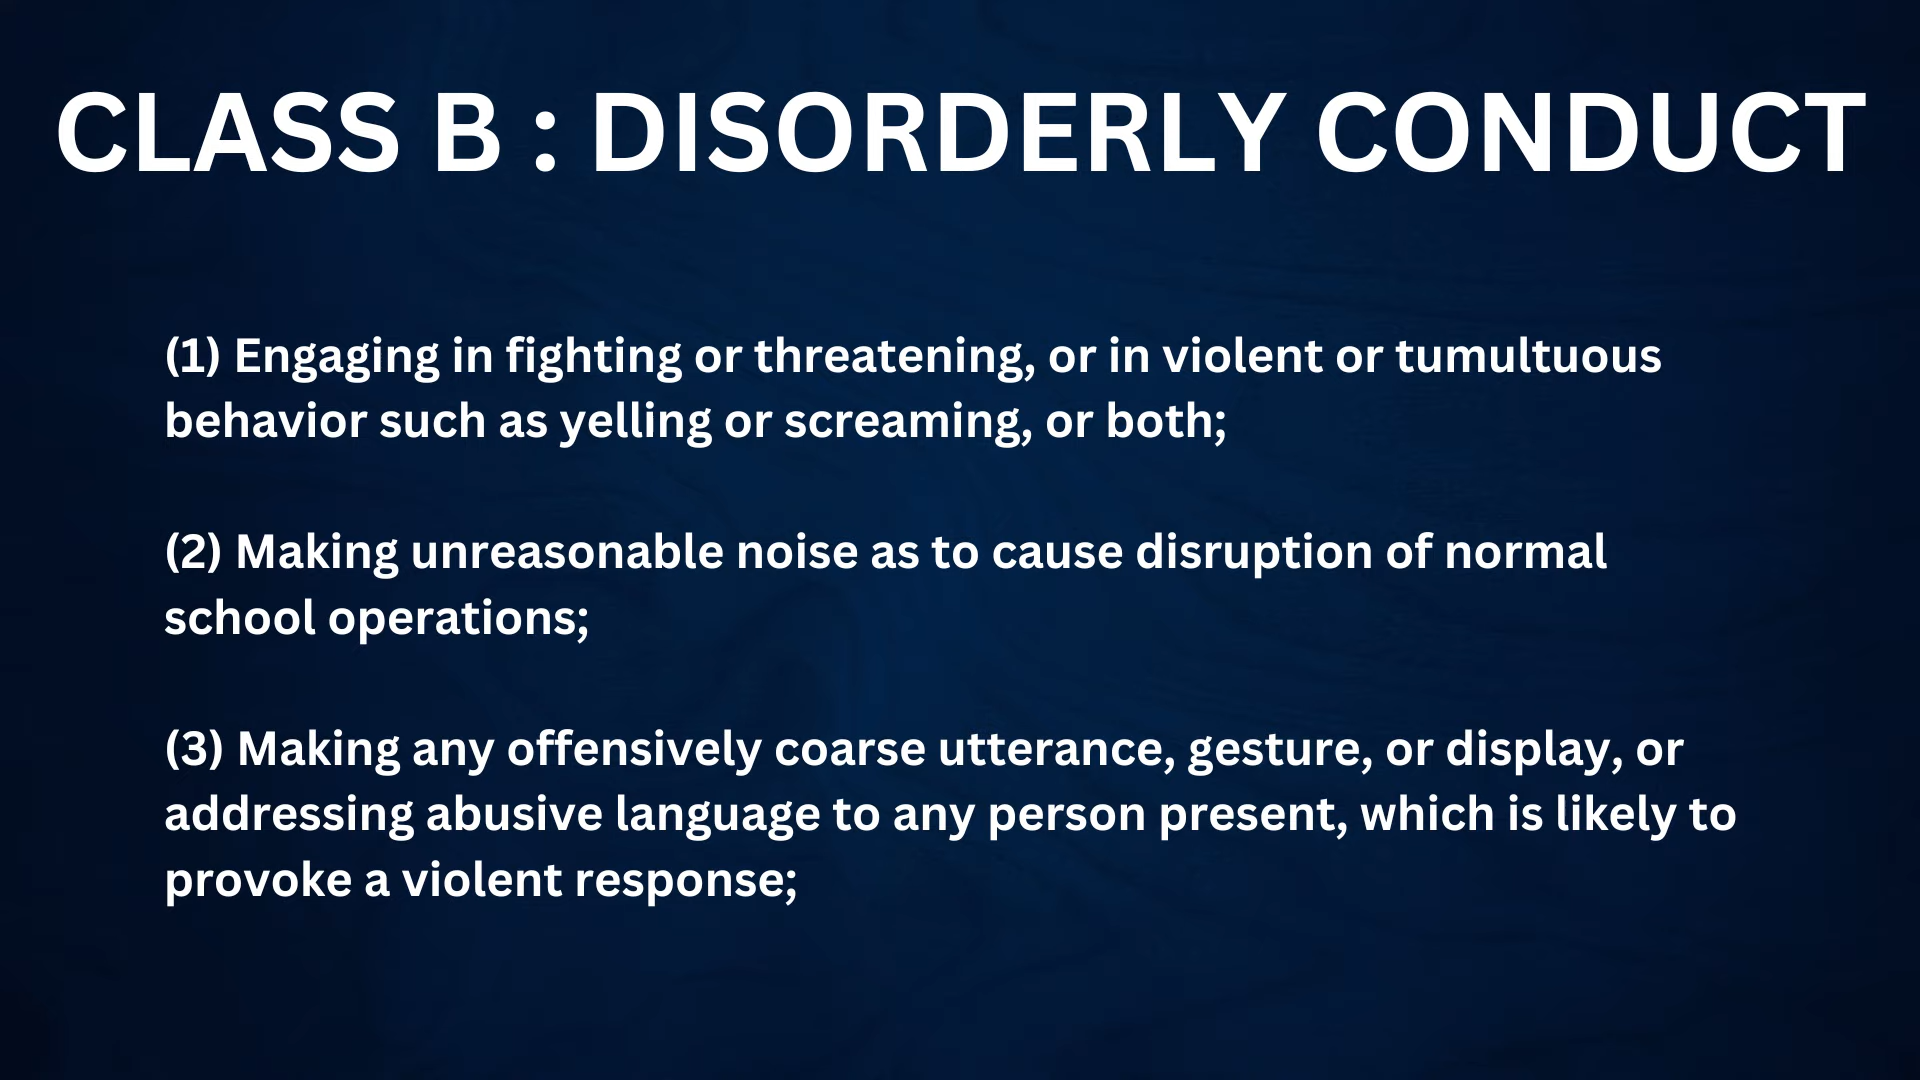 CLASS B : DISORDERLY CONDUCT
(1) Engaging in fighting or threatening, or in violent or tumultuous
behavior such as yelling or screaming, or both;
(2) Making unreasonable noise as to cause disruption of normal
school operations;
(3) Making any offensively coarse utterance, gesture, or display, or
addressing abusive language to any person present, which is likely to
provoke a violent response;